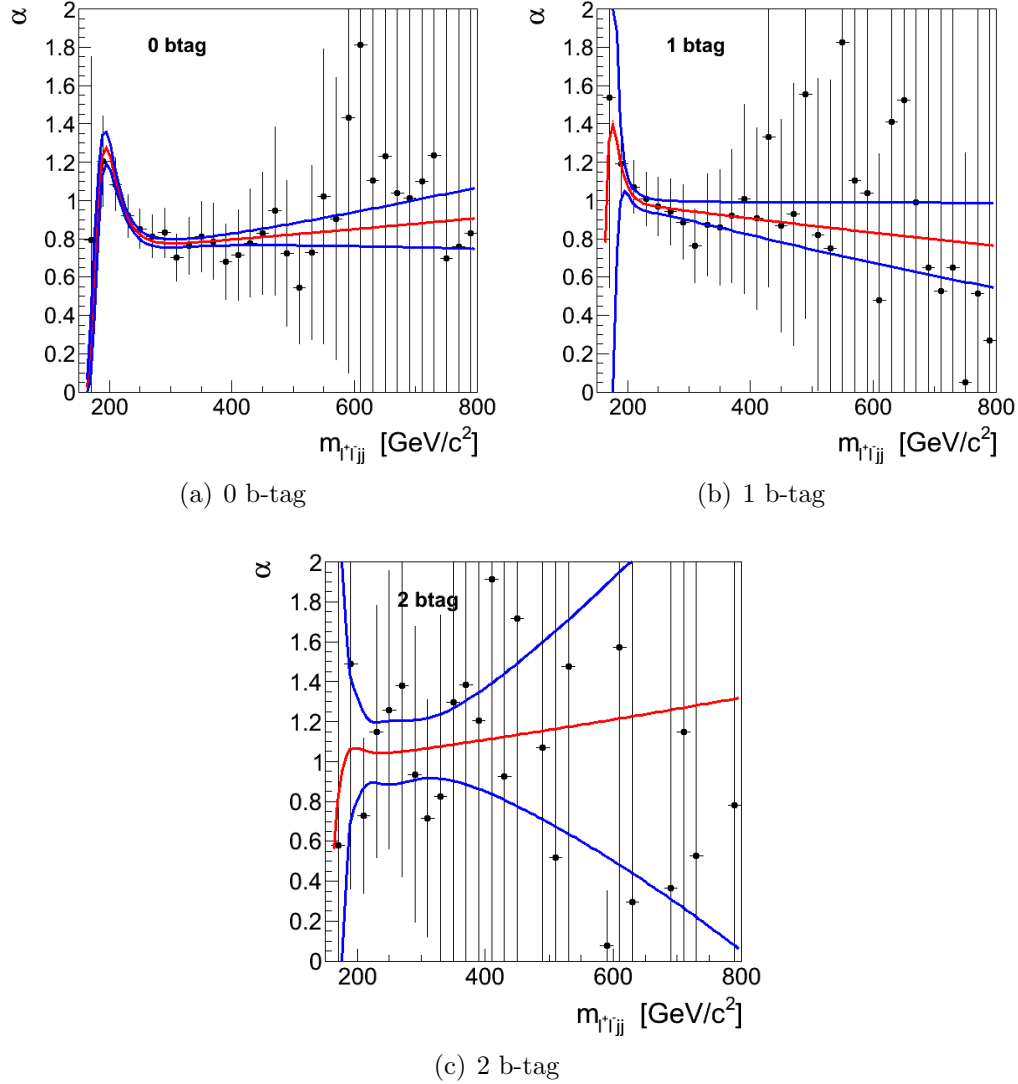 α
0 btag
2
1.8
1.6
1.4
1.2
1
0.8
0.6
0.4
0.2
0
200 400 600 800
m_{l⁺l⁻jj} [GeV/c²]
(a) 0 b-tag
α
1 btag
2
1.8
1.6
1.4
1.2
1
0.8
0.6
0.4
0.2
0
200 400 600 800
m_{l⁺l⁻jj} [GeV/c²]
(b) 1 b-tag
α
2 btag
2
1.8
1.6
1.4
1.2
1
0.8
0.6
0.4
0.2
0
200 400 600 800
m_{l⁺l⁻jj} [GeV/c²]
(c) 2 b-tag